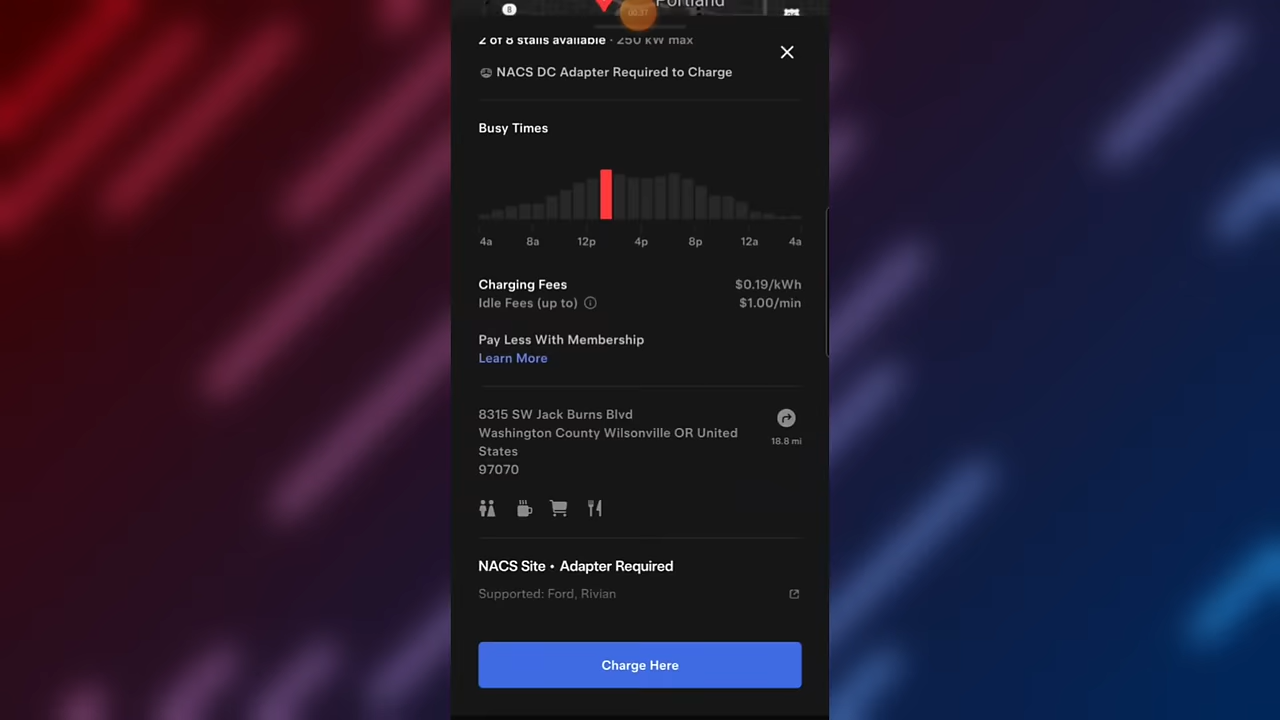 8
Portland
00:37
2 of 8 stalls available · 250 kW max
NACS DC Adapter Required to Charge
Busy Times
4a 8a 12p 4p 8p 12a 4a
Charging Fees $0.19/kWh
Idle Fees (up to) $1.00/min
Pay Less With Membership
Learn More
8315 SW Jack Burns Blvd
Washington County Wilsonville OR United
States
97070
18.8 mi
NACS Site • Adapter Required
Supported: Ford, Rivian
Charge Here